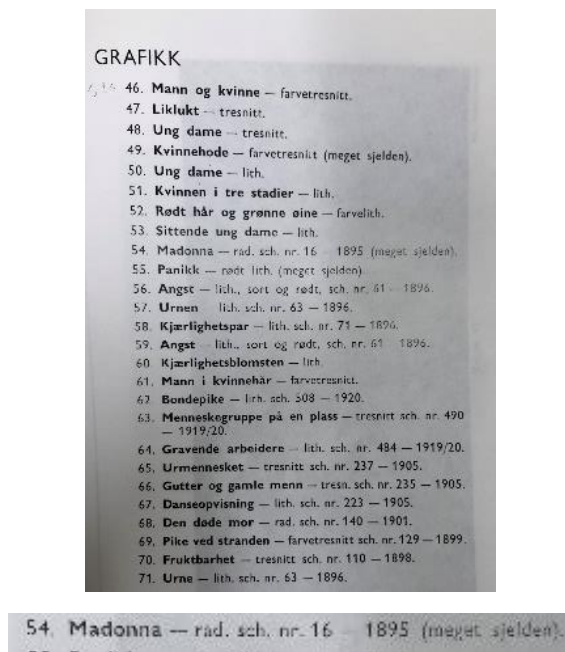 GRAFIKK
46. Mann og kvinne — farvetresnitt.
47. Liklukt — tresnitt.
48. Ung dame — tresnitt.
49. Kvinnehode — farvetresnitt (meget sjelden).
50. Ung dame — lith.
51. Kvinnen i tre stadier — lith.
52. Rødt hår og grønne øine — farvelith.
53. Sittende ung dame — lith.
54. Madonna — rad. sch. nr. 16 — 1895 (meget sjelden).
55. Panikk — rødt lith. (meget sjelden)
56. Angst — lith., sort og rødt, sch. nr. 61 — 1896.
57. Urnen — lith. sch. nr. 63 — 1896.
58. Kjærlighetspar — lith. sch. nr. 71 — 1896.
59. Angst — lith., sort og rødt, sch. nr. 61 — 1896.
60 Kjærlighetsblomsten — lith.
61. Mann i kvinnehår — farvetresnitt.
62 Bondepike — lith. sch. 508 — 1920.
63. Menneskogruppe på en plass — tresnitt sch. nr. 490
— 1919/20.
64. Gravende arbeidere — lith. sch. nr. 484 — 1919/20.
65. Urmennesket — tresnitt sch. nr. 237 — 1905.
66. Gutter og gamle menn — tresn. sch. nr. 235 — 1905.
67. Danseopvisning — lith. sch. nr. 223 — 1905.
68. Den døde mor — rad. sch. nr. 140 — 1901.
69. Pike ved stranden — farvetresnitt sch. nr. 129 — 1899.
70. Fruktbarhet — tresnitt sch. nr. 110 — 1898.
71. Urne — lith. sch. nr. 63 — 1896.
54. Madonna — rad. sch. nr. 16 1895 (meget sjelden).